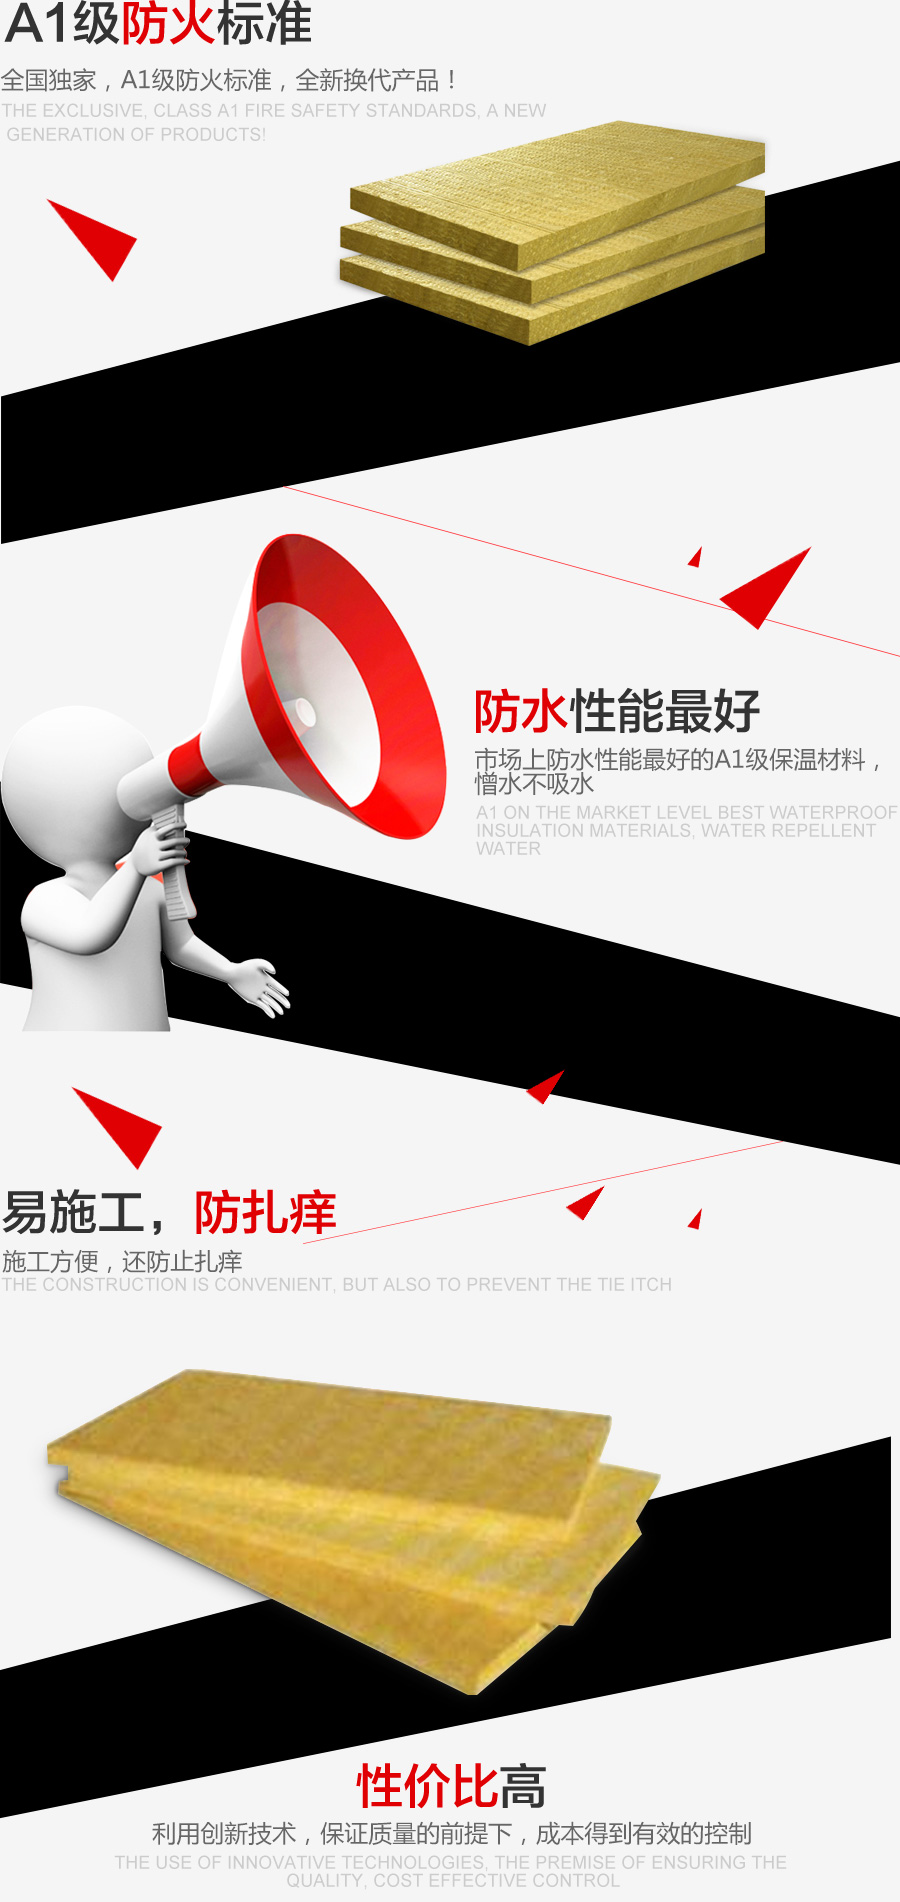 A1级防火标准
全国独家，A1级防火标准，全新换代产品！
THE EXCLUSIVE, CLASS A1 FIRE SAFETY STANDARDS, A NEW
GENERATION OF PRODUCTS!
防水性能最好
市场上防水性能最好的A1级保温材料，
憎水不吸水
A1 ON THE MARKET LEVEL BEST WATERPROOF
INSULATION MATERIALS, WATER REPELLENT
WATER
易施工，防扎痒
施工方便，还防止扎痒
THE CONSTRUCTION IS CONVENIENT, BUT ALSO TO PREVENT THE TIE ITCH
性价比高
利用创新技术，保证质量的前提下，成本得到有效的控制
THE USE OF INNOVATIVE TECHNOLOGIES, THE PREMISE OF ENSURING THE
QUALITY, COST EFFECTIVE CONTROL